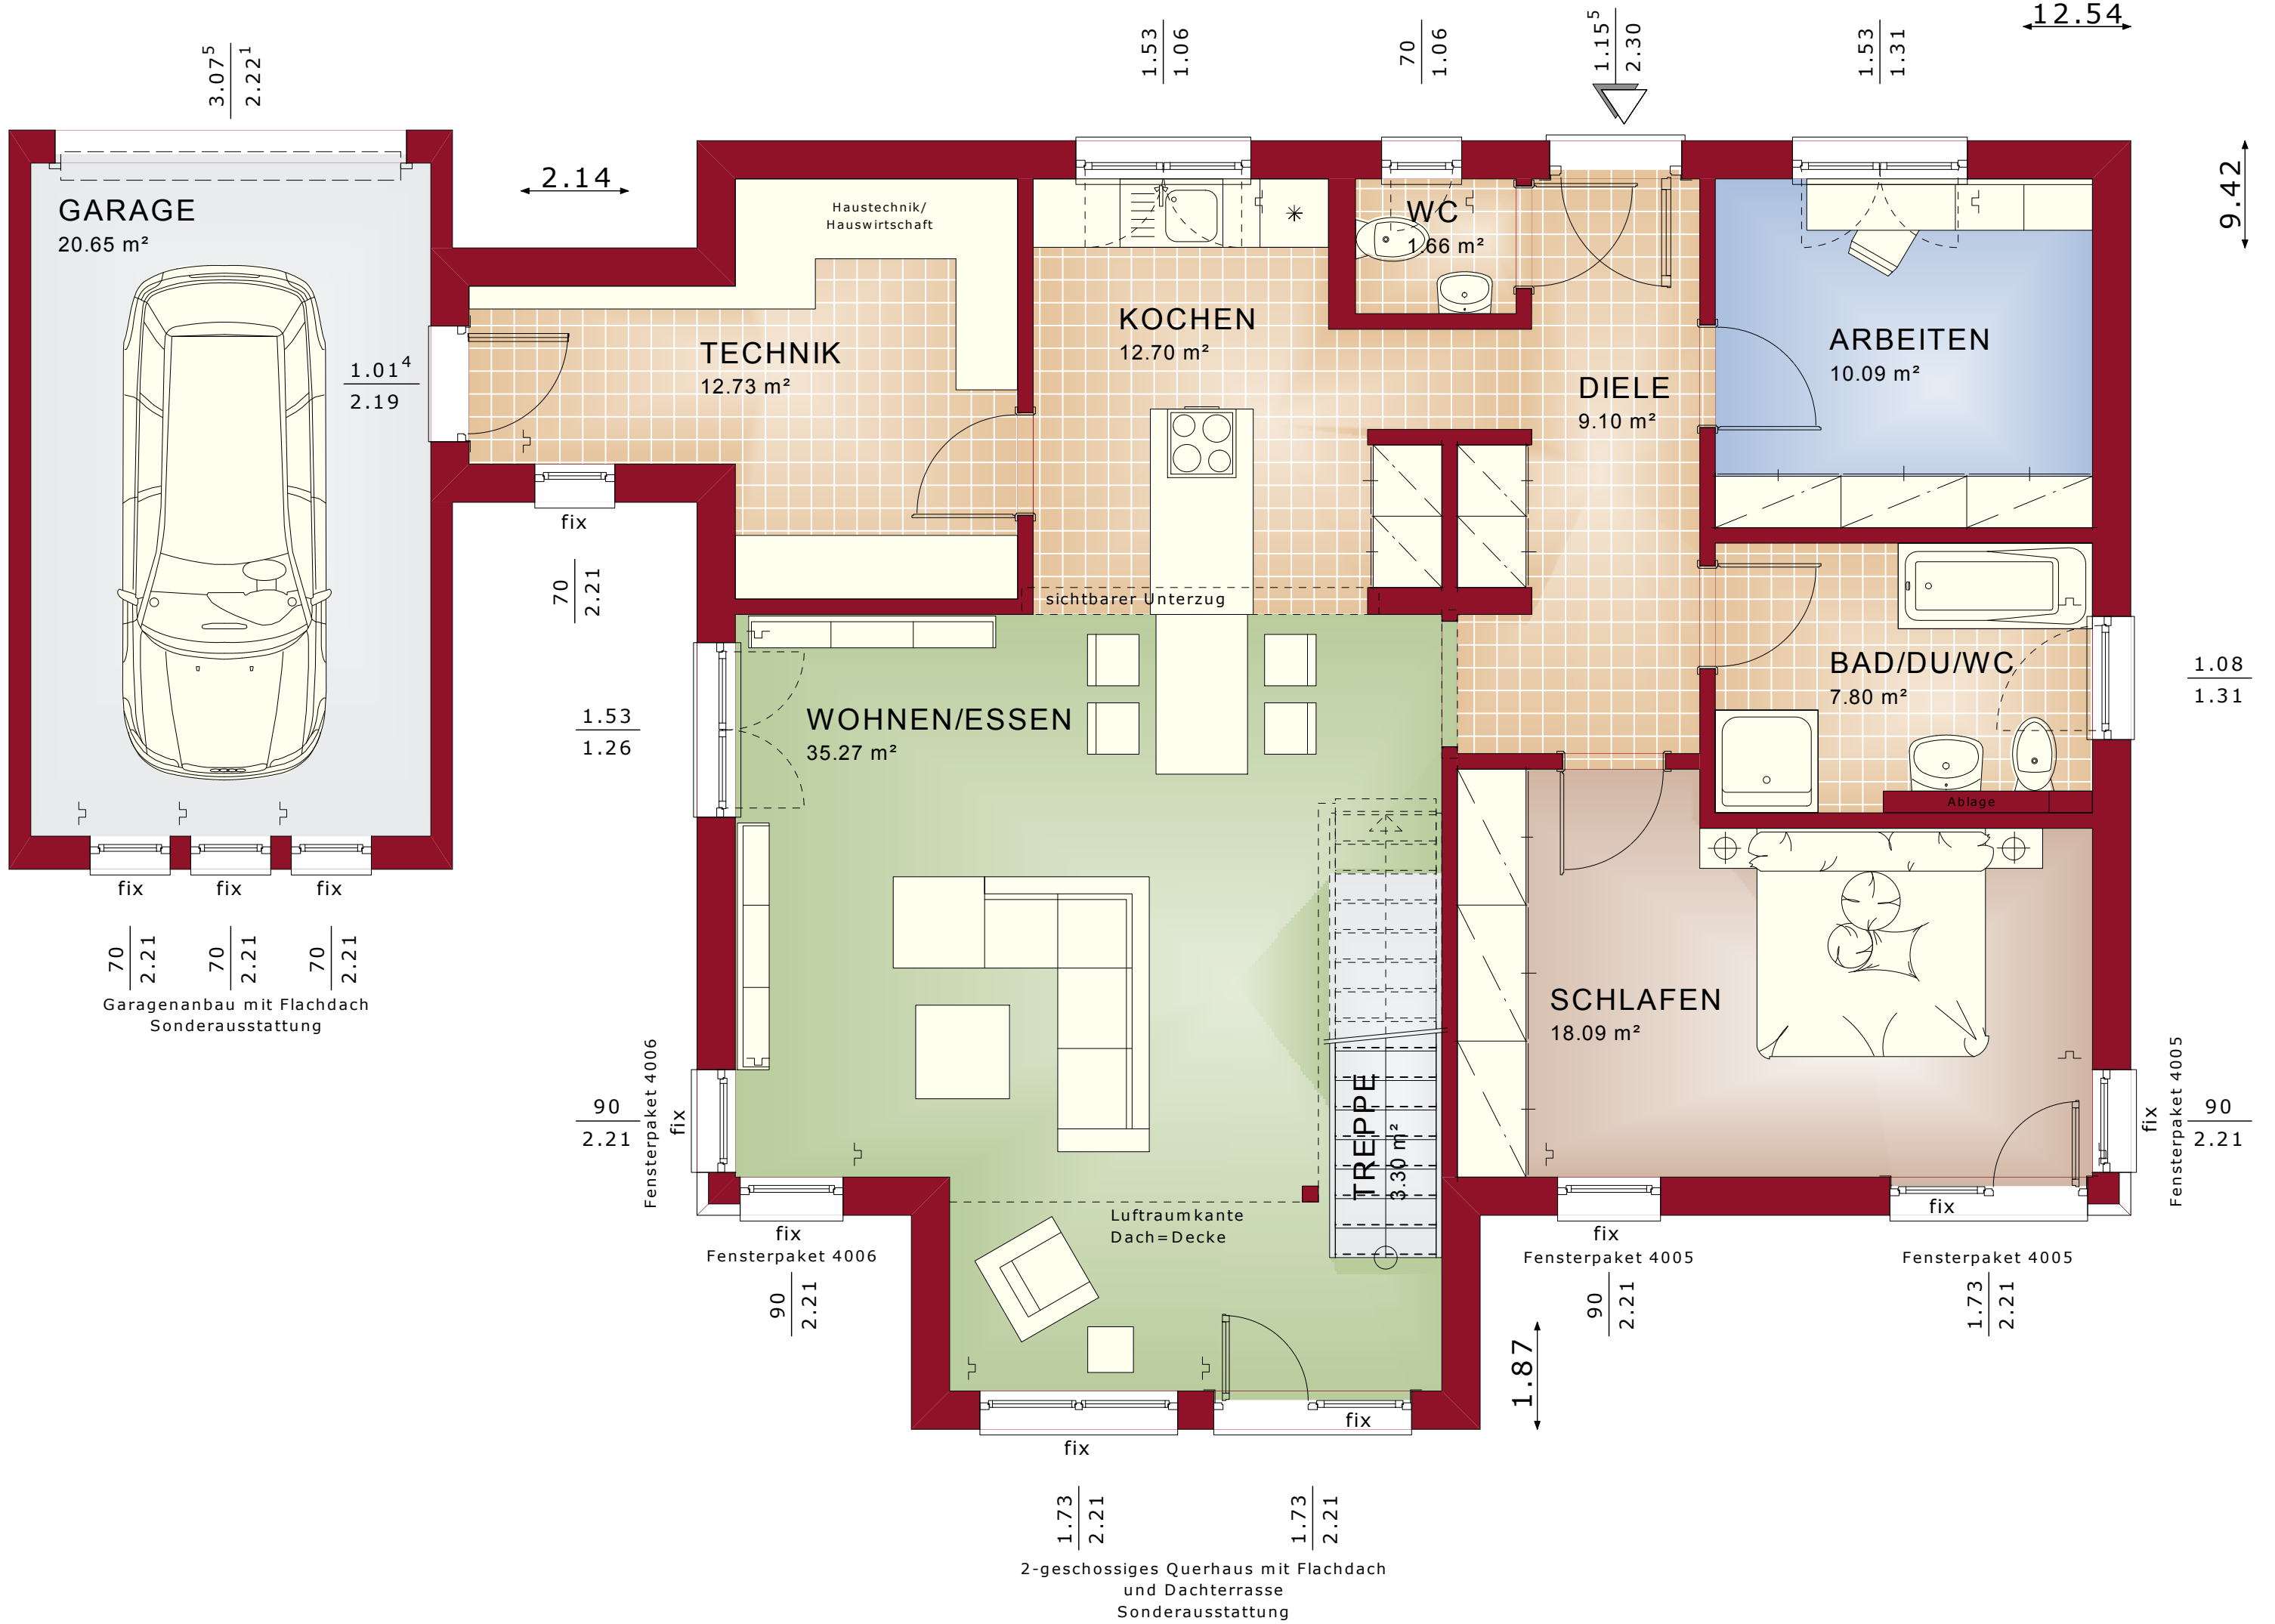 12.54
3.07⁵
2.22¹
1.53
1.06
70
1.06
1.15⁵
2.30
1.53
1.31
9.42
2.14
GARAGE
20.65 m²
Haustechnik/
Hauswirtschaft
WC
1.66 m²
KOCHEN
12.70 m²
TECHNIK
12.73 m²
ARBEITEN
10.09 m²
DIELE
9.10 m²
1.01⁴
2.19
fix
70
2.21
sichtbarer Unterzug
WOHNEN/ESSEN
35.27 m²
1.53
1.26
BAD/DU/WC
7.80 m²
1.08
1.31
Ablage
fix
fix
fix
70
2.21
70
2.21
70
2.21
Garagenanbau mit Flachdach
Sonderausstattung
SCHLAFEN
18.09 m²
TREPPE
3.30 m²
90
2.21
Fensterpaket 4006
fix
fix
Fensterpaket 4005
90
2.21
Luftraumkante
Dach=Decke
fix
Fensterpaket 4006
90
2.21
fix
Fensterpaket 4005
90
2.21
fix
Fensterpaket 4005
1.73
2.21
1.87
fix
fix
1.73
2.21
1.73
2.21
2-geschossiges Querhaus mit Flachdach
und Dachterrasse
Sonderausstattung